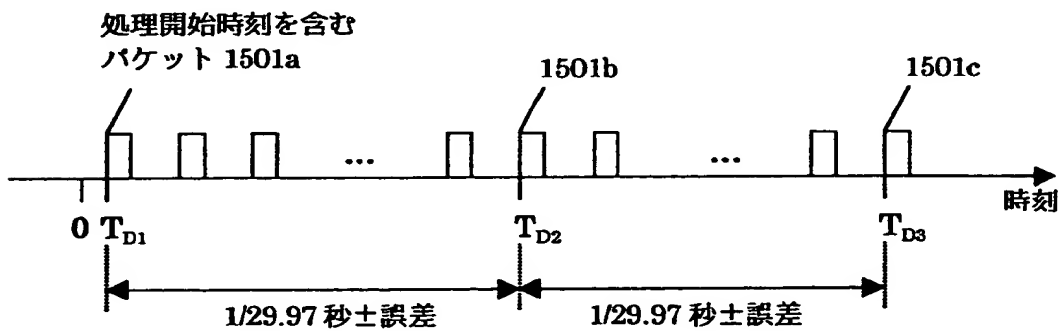 処理開始時刻を含む
パケット 1501a
1501b
1501c
...
...
時刻
0 TD1
TD2
TD3
1/29.97 秒±誤差
1/29.97 秒±誤差